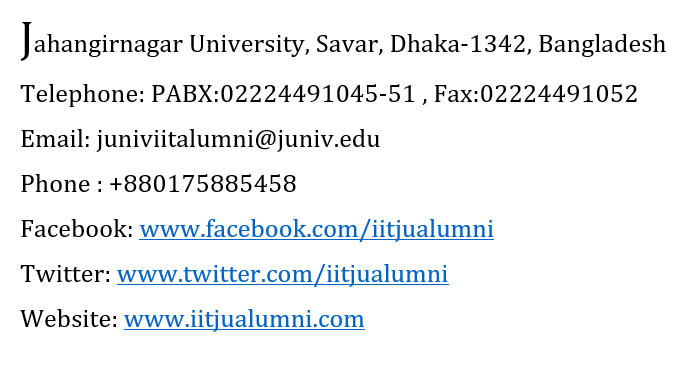 Jahangirnagar University, Savar, Dhaka-1342, Bangladesh
Telephone: PABX:02224491045-51 , Fax:02224491052
Email: juniviitalumni@juniv.edu
Phone : +880175885458
Facebook: www.facebook.com/iitjualumni
Twitter: www.twitter.com/iitjualumni
Website: www.iitjualumni.com